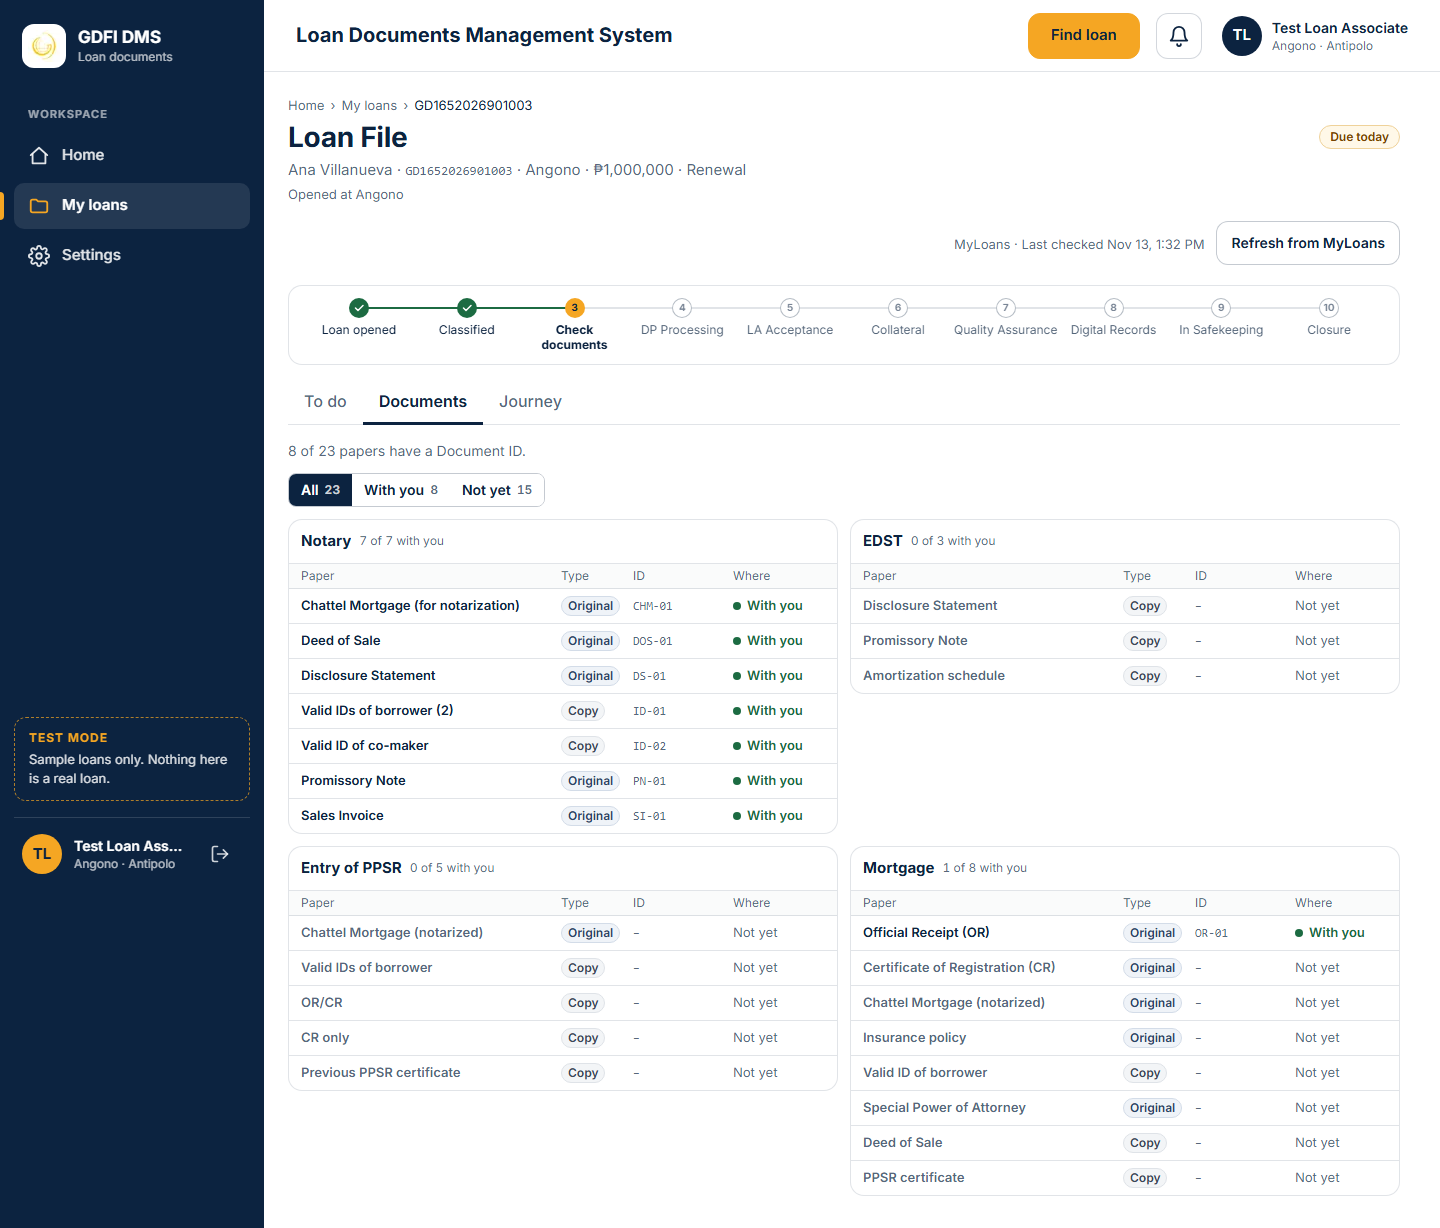 GDFI DMS
Loan documents
WORKSPACE
Home
My loans
Settings
TEST MODE
Sample loans only. Nothing here
is a real loan.
TL
Test Loan Ass...
Angono · Antipolo
Loan Documents Management System
Find loan
TL
Test Loan Associate
Angono · Antipolo
Home › My loans › GD1652026901003
Loan File
Due today
Ana Villanueva · GD1652026901003 · Angono · ₱1,000,000 · Renewal
Opened at Angono
MyLoans · Last checked Nov 13, 1:32 PM
Refresh from MyLoans
Loan opened
Classified
3
Check
documents
4
DP Processing
5
LA Acceptance
6
Collateral
7
Quality Assurance
8
Digital Records
9
In Safekeeping
10
Closure
To do
Documents
Journey
8 of 23 papers have a Document ID.
All 23
With you 8
Not yet 15
Notary 7 of 7 with you
Paper Type ID Where
Chattel Mortgage (for notarization) Original CHM-01 With you
Deed of Sale Original DOS-01 With you
Disclosure Statement Original DS-01 With you
Valid IDs of borrower (2) Copy ID-01 With you
Valid ID of co-maker Copy ID-02 With you
Promissory Note Original PN-01 With you
Sales Invoice Original SI-01 With you
EDST 0 of 3 with you
Paper Type ID Where
Disclosure Statement Copy – Not yet
Promissory Note Copy – Not yet
Amortization schedule Copy – Not yet
Entry of PPSR 0 of 5 with you
Paper Type ID Where
Chattel Mortgage (notarized) Original – Not yet
Valid IDs of borrower Copy – Not yet
OR/CR Copy – Not yet
CR only Copy – Not yet
Previous PPSR certificate Copy – Not yet
Mortgage 1 of 8 with you
Paper Type ID Where
Official Receipt (OR) Original OR-01 With you
Certificate of Registration (CR) Original – Not yet
Chattel Mortgage (notarized) Original – Not yet
Insurance policy Original – Not yet
Valid ID of borrower Copy – Not yet
Special Power of Attorney Original – Not yet
Deed of Sale Copy – Not yet
PPSR certificate Copy – Not yet